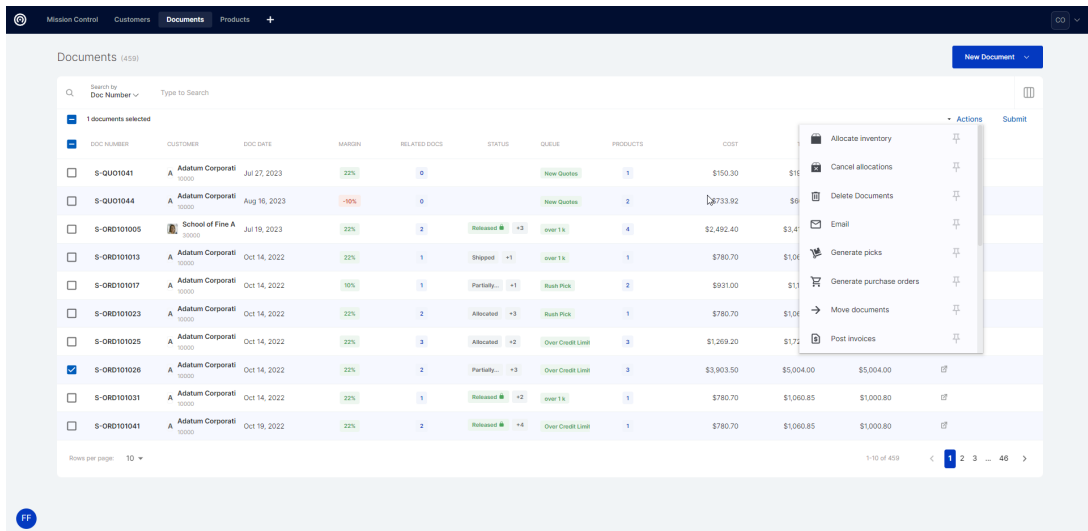 Mission Control Customers Documents Products + CO
Documents (459) New Document
Search by
Doc Number Type to Search
1 documents selected Actions Submit
DOC NUMBER CUSTOMER DOC DATE MARGIN RELATED DOCS STATUS QUEUE PRODUCTS COST
S-QUO1041 A Adatum Corporati Jul 27, 2023 22% 0 New Quotes 1 $150.30
10000
S-QUO1044 A Adatum Corporati Aug 16, 2023 -10% 0 New Quotes 2 $733.92
10000
S-ORD101005 School of Fine A Jul 19, 2023 22% 2 Released +3 over 1 k 4 $2,492.40
30000
S-ORD101013 A Adatum Corporati Oct 14, 2022 22% 1 Shipped +1 over 1 k 1 $780.70
10000
S-ORD101017 A Adatum Corporati Oct 14, 2022 10% 1 Partially... +1 Rush Pick 2 $931.00
10000
S-ORD101023 A Adatum Corporati Oct 14, 2022 22% 2 Allocated +3 Rush Pick 1 $780.70
10000
S-ORD101025 A Adatum Corporati Oct 14, 2022 22% 3 Allocated +2 Over Credit Limit 3 $1,269.20
10000
S-ORD101026 A Adatum Corporati Oct 14, 2022 22% 2 Partially... +3 Over Credit Limit 3 $3,903.50 $5,004.00 $5,004.00
10000
S-ORD101031 A Adatum Corporati Oct 14, 2022 22% 1 Released +2 over 1 k 1 $780.70 $1,060.85 $1,000.80
10000
S-ORD101041 A Adatum Corporati Oct 19, 2022 22% 2 Released +4 Over Credit Limit 1 $780.70 $1,060.85 $1,000.80
10000
Allocate inventory
Cancel allocations
Delete Documents
Email
Generate picks
Generate purchase orders
Move documents
Post invoices
Rows per page: 10 1-10 of 459 < 1 2 3 ... 46 >
FF